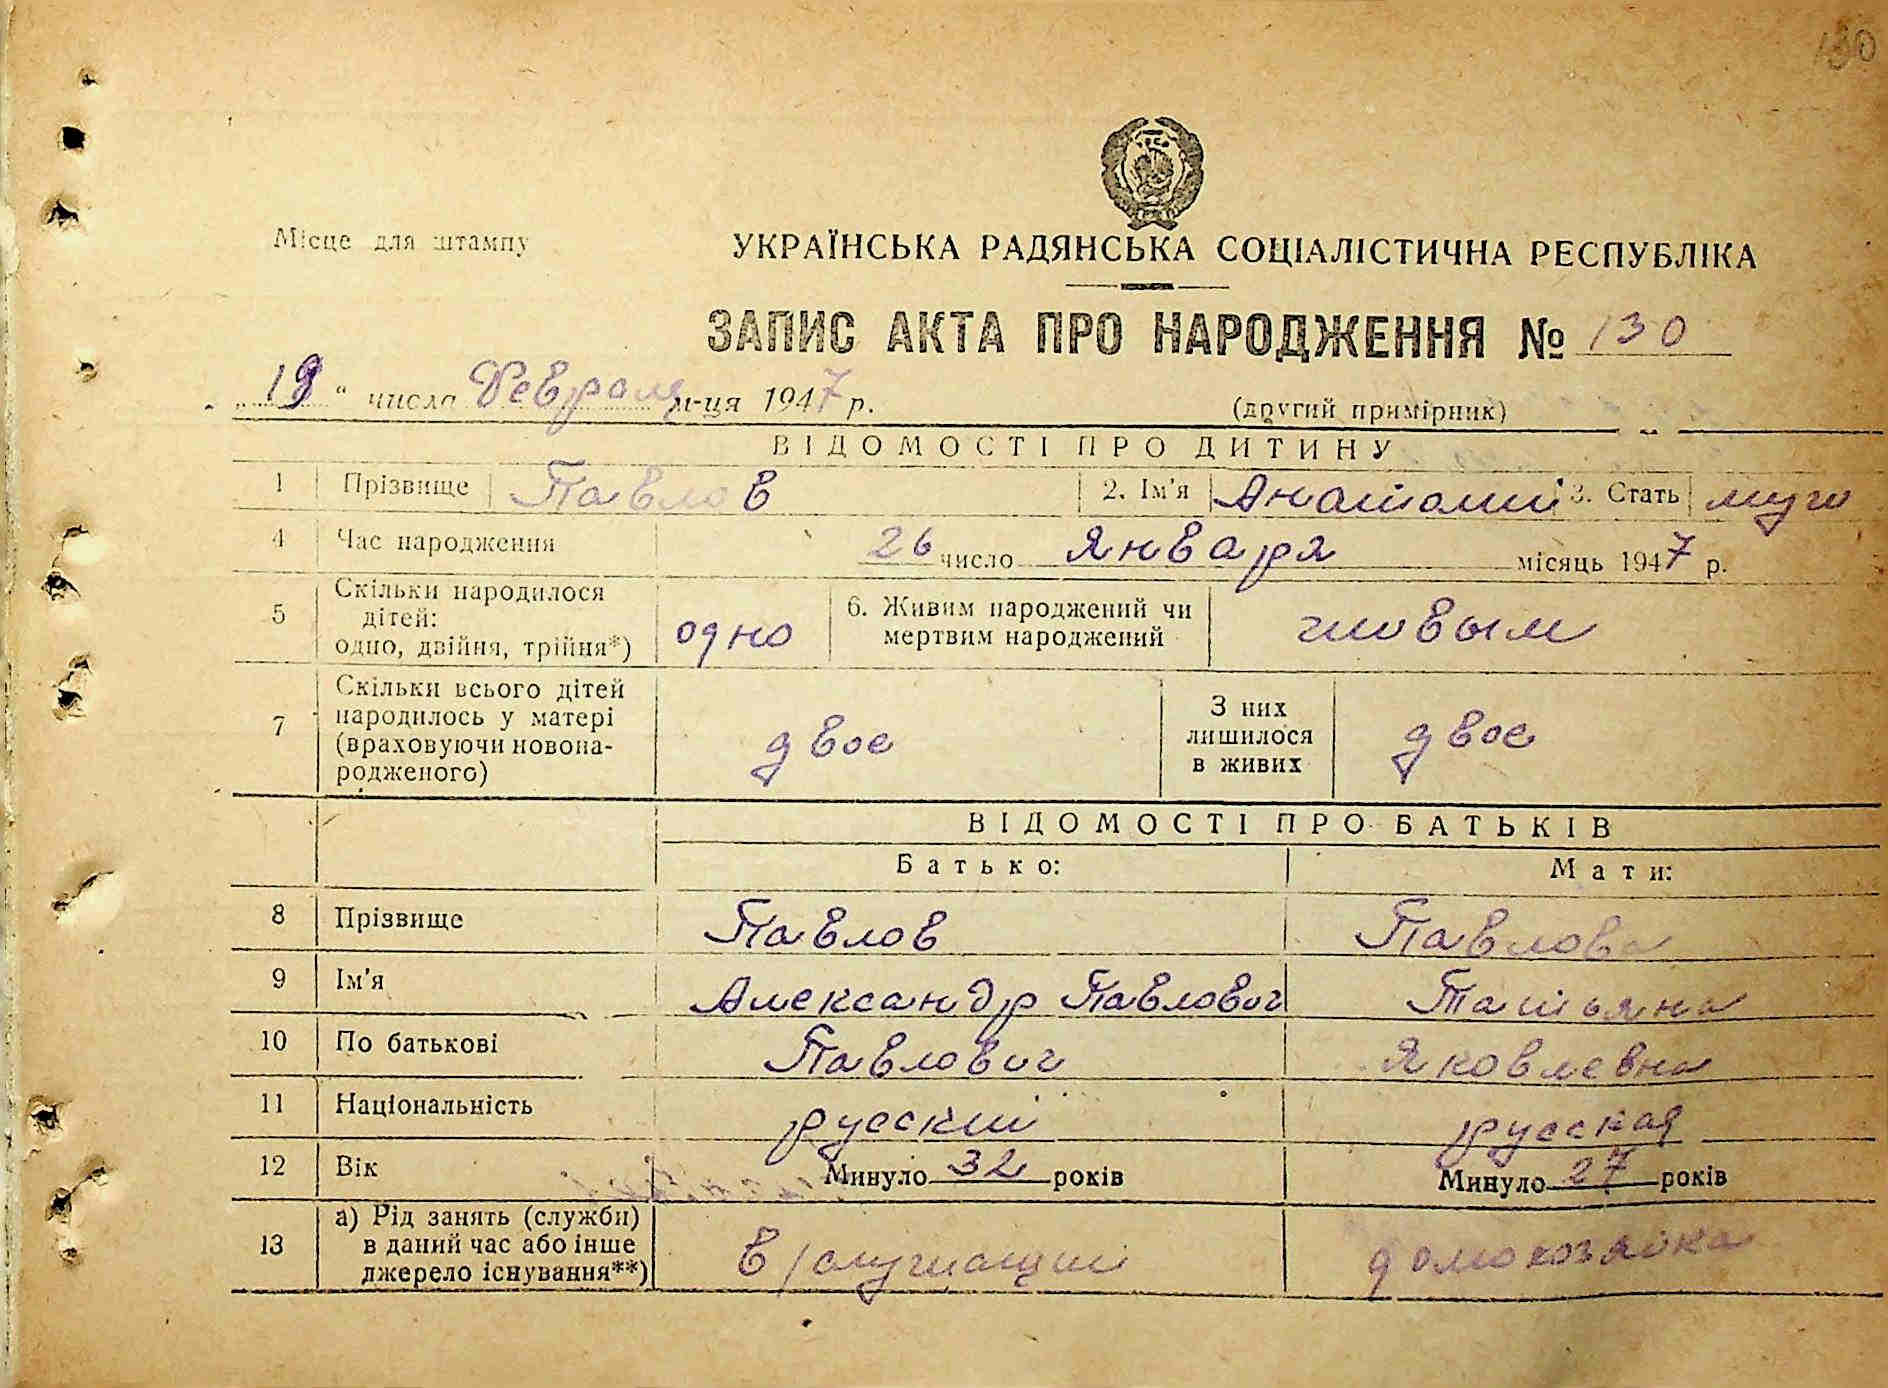 130
Місце для штампу
УКРАЇНСЬКА РАДЯНСЬКА СОЦІАЛІСТИЧНА РЕСПУБЛІКА
ЗАПИС АКТА ПРО НАРОДЖЕННЯ № 130
„19“ числа Февраля м-ця 1947 р. (другий примірник)
ВІДОМОСТІ ПРО ДИТИНУ
1 Прізвище Павлов 2. Ім'я Анатолий 3. Стать муж
4 Час народження 26 число Января місяць 1947 р.
5 Скільки народилося
дітей:
одно, двійня, трійня*) одно 6. Живим народжений чи
мертвим народжений живым
7 Скільки всього дітей
народилось у матері
(враховуючи новона-
родженого) двое З них
лишилося
в живих двое
ВІДОМОСТІ ПРО БАТЬКІВ
Батько: Мати:
8 Прізвище Павлов Павлова
9 Ім'я Александр Павлович Татьяна
10 По батькові Павлович Яковлевна
11 Національність русский русская
12 Вік Минуло 32 років Минуло 27 років
13 а) Рід занять (служби)
в даний час або інше
джерело існування**) в/служащий домохозяйка